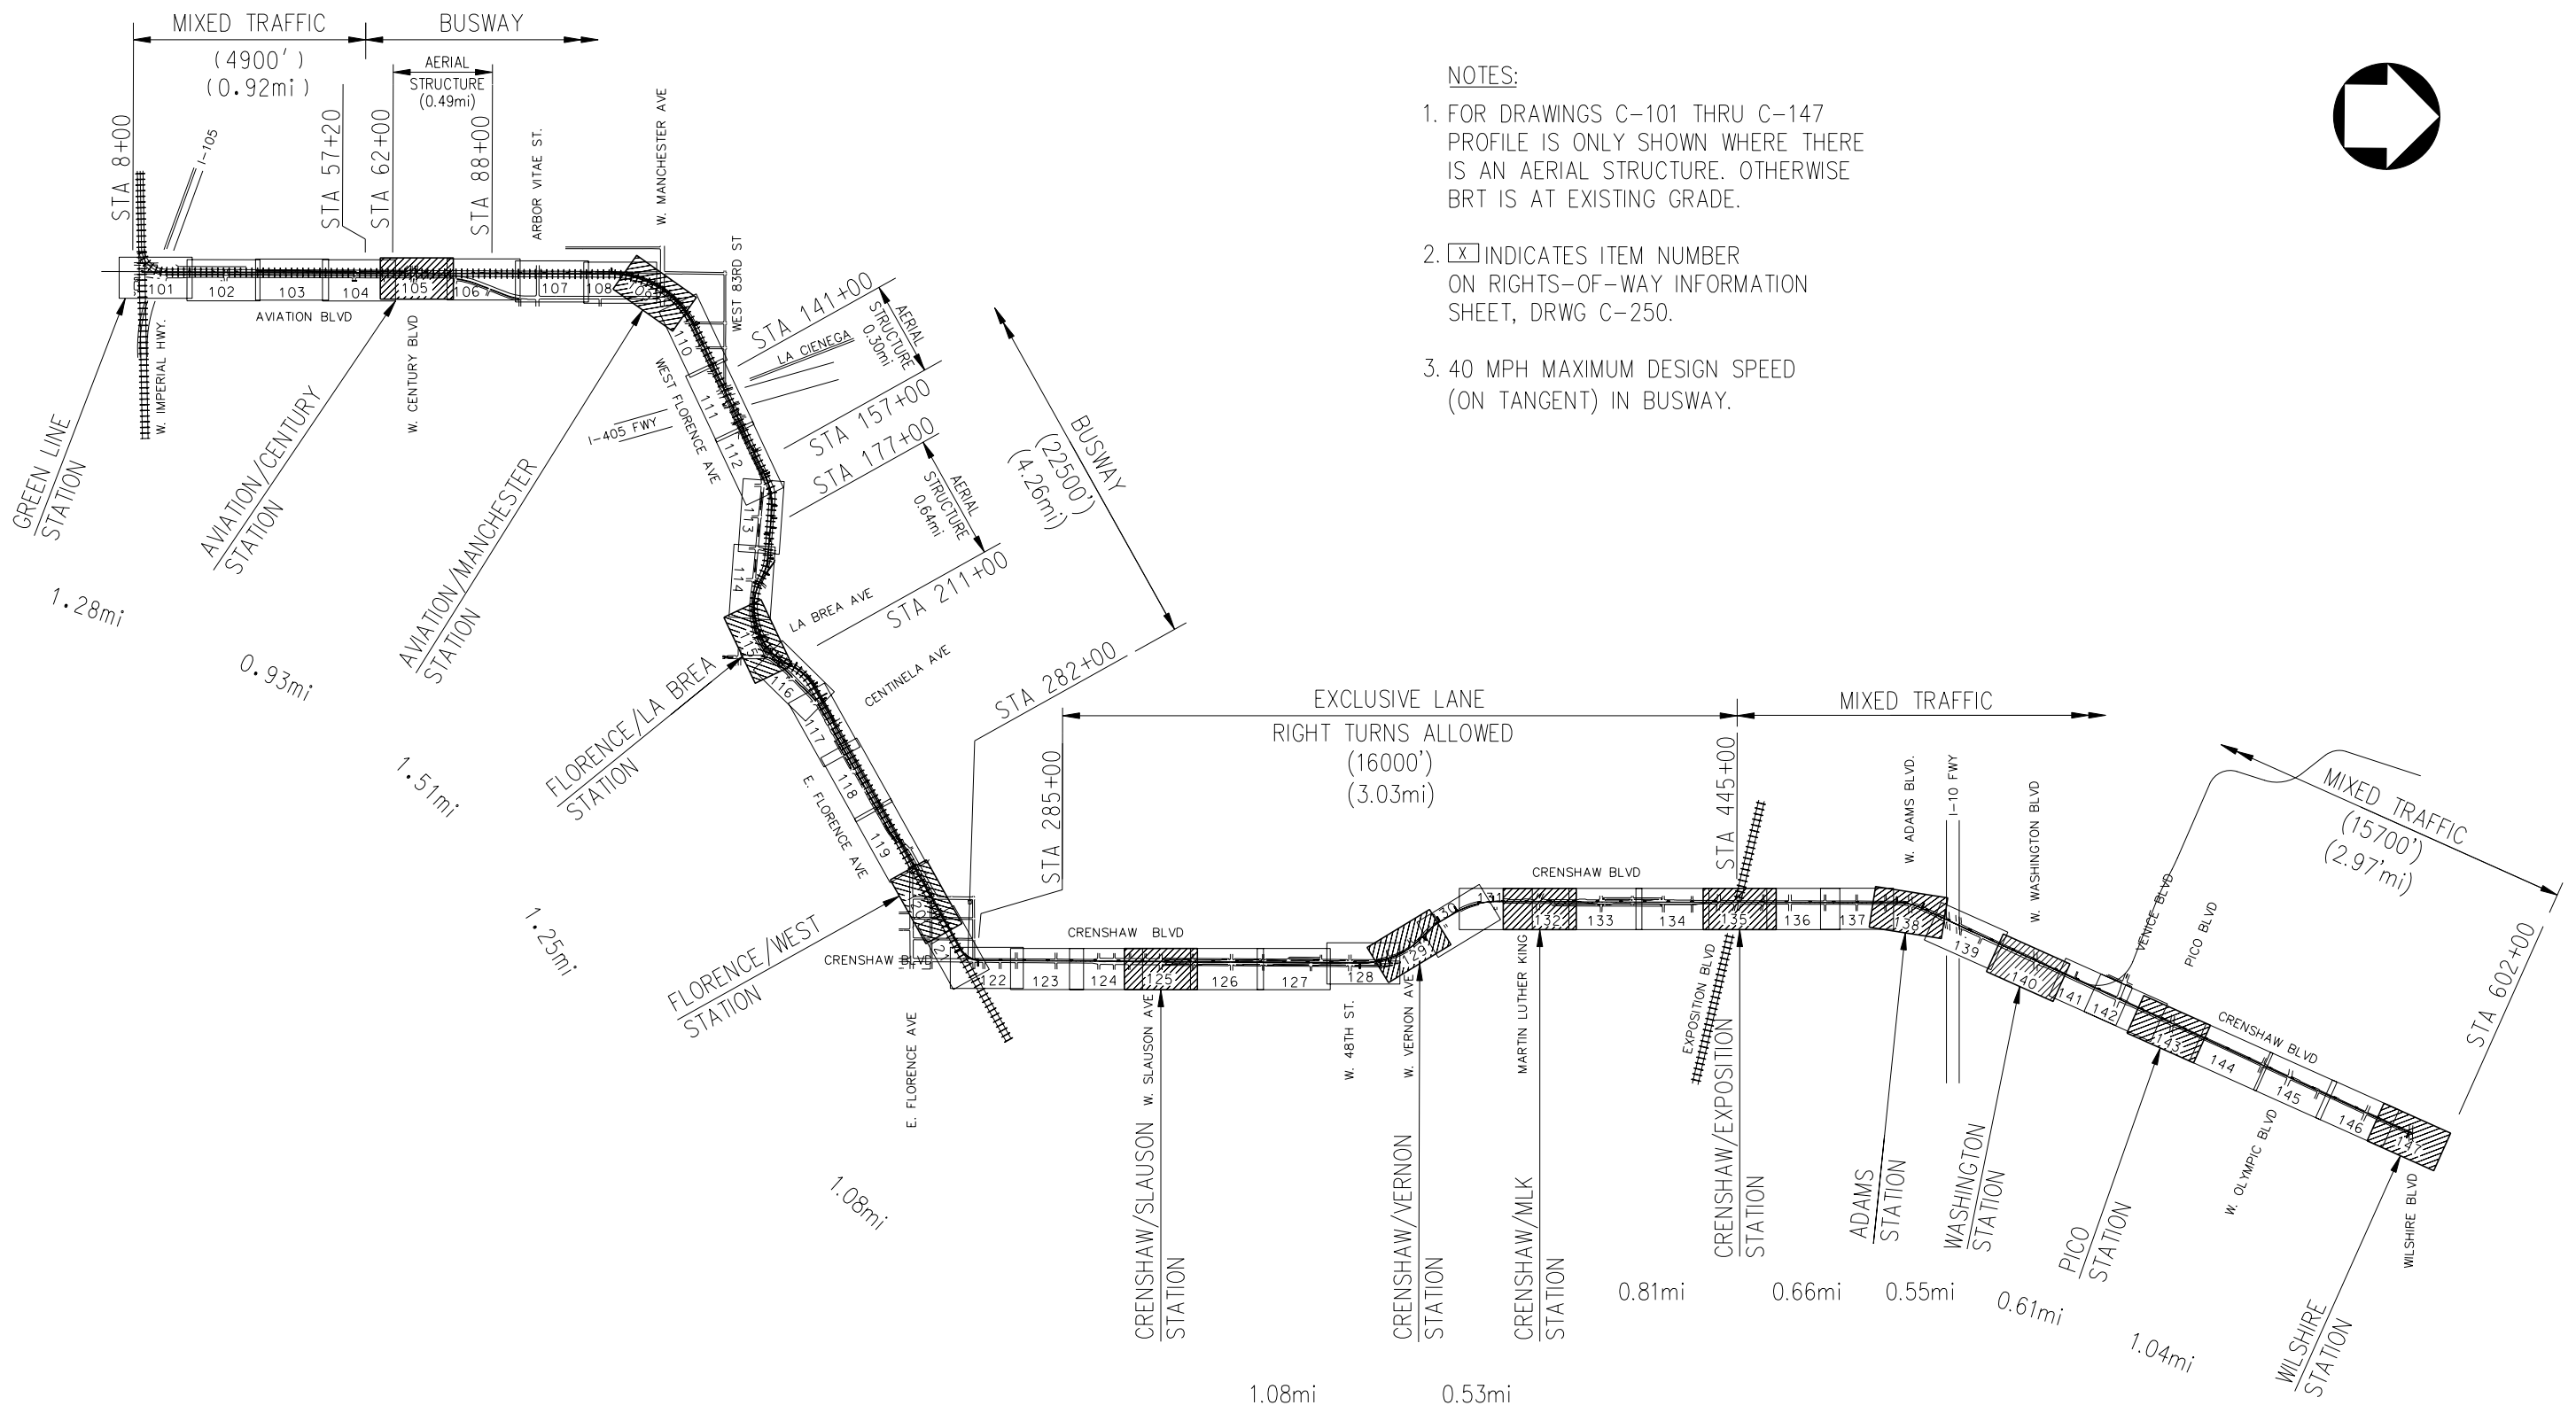 MIXED TRAFFIC
(4900')
(0.92mi)
BUSWAY
AERIAL
STRUCTURE
(0.49mi)
STA 8+00
I-105
STA 57+20
STA 62+00
STA 88+00
ARBOR VITAE ST.
W. MANCHESTER AVE
WEST 83RD ST
NOTES:
1. FOR DRAWINGS C-101 THRU C-147
PROFILE IS ONLY SHOWN WHERE THERE
IS AN AERIAL STRUCTURE. OTHERWISE
BRT IS AT EXISTING GRADE.
2. X INDICATES ITEM NUMBER
ON RIGHTS-OF-WAY INFORMATION
SHEET, DRWG C-250.
3. 40 MPH MAXIMUM DESIGN SPEED
(ON TANGENT) IN BUSWAY.
101
102
103
104
105
106
107
108
109
110
111
112
113
114
115
116
117
118
119
120
121
AVIATION BLVD
W. IMPERIAL HWY.
W. CENTURY BLVD
WEST FLORENCE AVE
I-405 FWY
LA CIENEGA
STA 141+00
AERIAL
STRUCTURE
0.30mi
STA 157+00
STA 177+00
AERIAL
STRUCTURE
0.64mi
STA 211+00
BUSWAY
(22500')
(4.26mi)
LA BREA AVE
CENTINELA AVE
STA 282+00
GREEN LINE
STATION
AVIATION/CENTURY
STATION
AVIATION/MANCHESTER
STATION
FLORENCE/LA BREA
STATION
FLORENCE/WEST
STATION
1.28mi
0.93mi
1.51mi
1.25mi
1.08mi
E. FLORENCE AVE
CRENSHAW BLVD
E. FLORENCE AVE
STA 285+00
EXCLUSIVE LANE
RIGHT TURNS ALLOWED
(16000')
(3.03mi)
STA 445+00
MIXED TRAFFIC
CRENSHAW BLVD
122
123
124
125
126
127
128
129
130
131
132
133
134
135
136
137
138
139
140
141
142
143
144
145
146
147
CRENSHAW BLVD
W. SLAUSON AVE
W. 48TH ST.
W. VERNON AVE
MARTIN LUTHER KING
EXPOSITION BLVD
W. ADAMS BLVD.
I-10 FWY
W. WASHINGTON BLVD
VENICE BLVD
PICO BLVD
MIXED TRAFFIC
(15700')
(2.97'mi)
STA 602+00
CRENSHAW BLVD
W. OLYMPIC BLVD
WILSHIRE BLVD
CRENSHAW/SLAUSON
STATION
CRENSHAW/VERNON
STATION
CRENSHAW/MLK
STATION
CRENSHAW/EXPOSITION
STATION
ADAMS
STATION
WASHINGTON
STATION
PICO
STATION
WILSHIRE
STATION
0.81mi
0.66mi
0.55mi
0.61mi
1.04mi
1.08mi
0.53mi